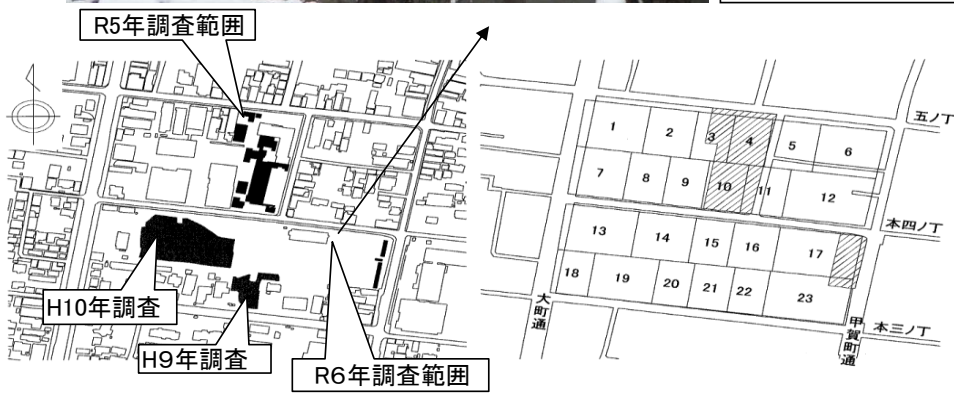 R5年調査範囲
H10年調査
H9年調査
R6年調査範囲
五ノ丁
1 2 3 4 5 6
7 8 9 10 11 12
本四ノ丁
13 14 15 16 17
18 19 20 21 22 23
大町通
甲賀町通
本三ノ丁